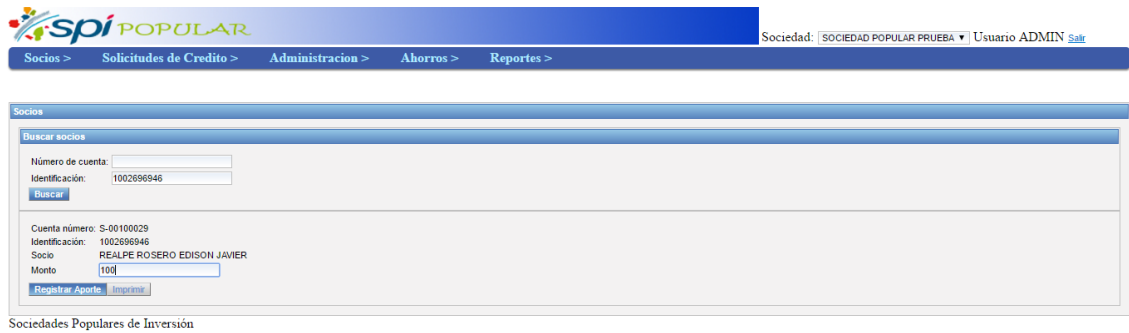 spi POPULAR
Sociedad: SOCIEDAD POPULAR PRUEBA Usuario ADMIN Salir
Socios > Solicitudes de Credito > Administracion > Ahorros > Reportes >
Socios
Buscar socios
Número de cuenta:
Identificación: 1002696946
Buscar
Cuenta número: S-00100029
Identificación: 1002696946
Socio REALPE ROSERO EDISON JAVIER
Monto 100
Registrar Aporte Imprimir
Sociedades Populares de Inversión